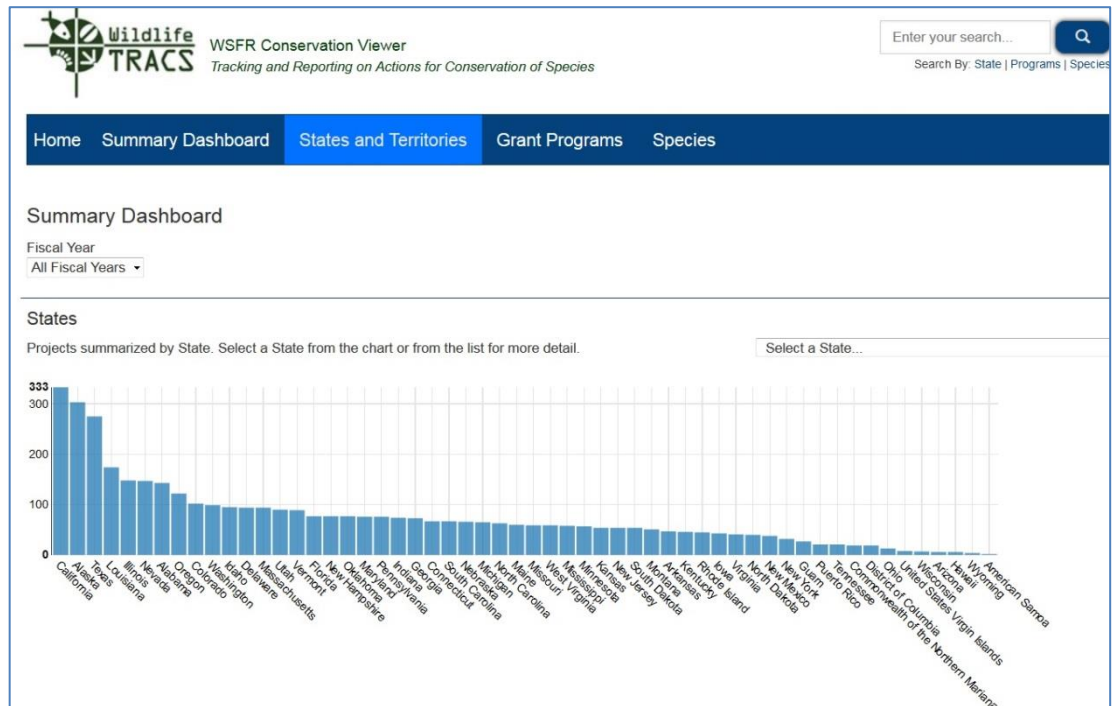 Wildlife
TRACS
WSFR Conservation Viewer
Tracking and Reporting on Actions for Conservation of Species
Enter your search...
Search By: State | Programs | Species
Home Summary Dashboard States and Territories Grant Programs Species
Summary Dashboard
Fiscal Year
All Fiscal Years
States
Projects summarized by State. Select a State from the chart or from the list for more detail.
Select a State...
333
300
200
100
0
California
Alaska
Texas
Louisiana
Illinois
Nevada
Alabama
Oregon
Colorado
Washington
Idaho
Delaware
Massachusetts
Utah
Vermont
Florida
New Hampshire
Oklahoma
Maryland
Pennsylvania
Indiana
Georgia
Connecticut
South Carolina
Nebraska
Michigan
North Carolina
Maine
Missouri
West Virginia
Mississippi
Minnesota
Kansas
New Jersey
South Dakota
Montana
Arkansas
Kentucky
Rhode Island
Iowa
Virginia
North Dakota
New Mexico
New York
Guam
Puerto Rico
Tennessee
Commonwealth of the Northern Mariana
District of Columbia
Ohio
United States Virgin Islands
Wisconsin
Arizona
Hawaii
Wyoming
American Samoa